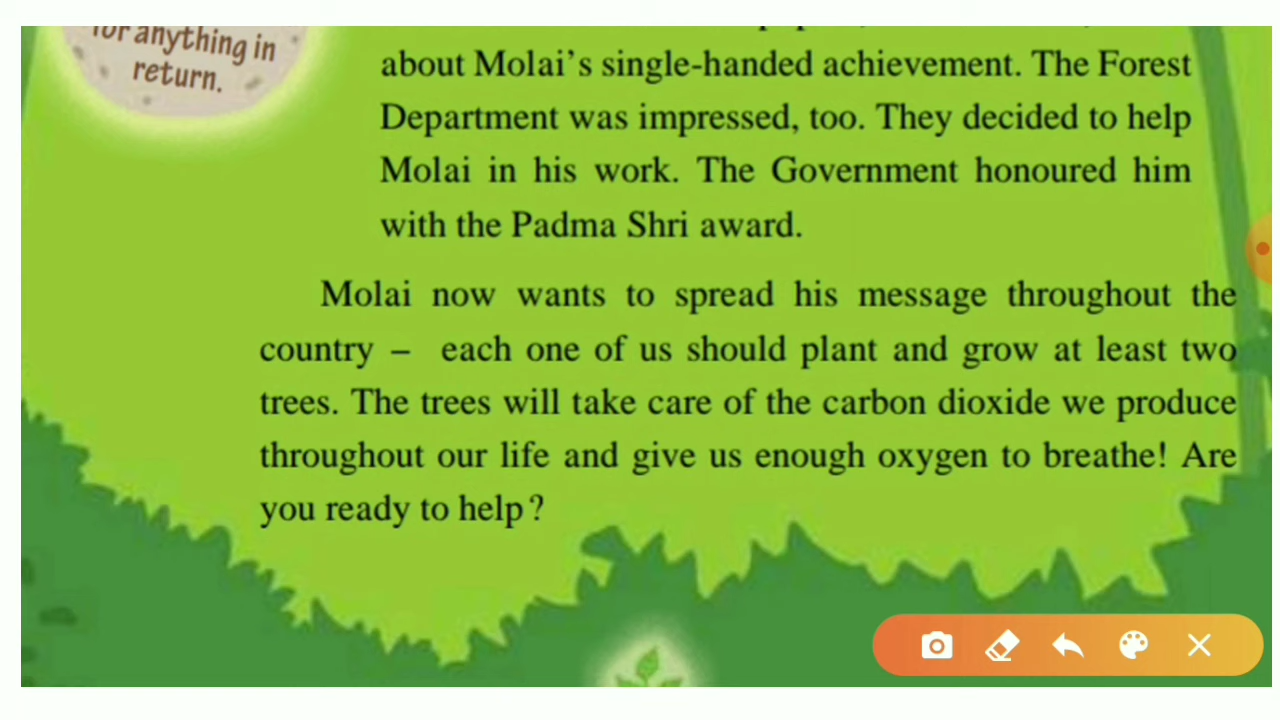 for anything in
return.
about Molai's single-handed achievement. The Forest
Department was impressed, too. They decided to help
Molai in his work. The Government honoured him
with the Padma Shri award.
Molai now wants to spread his message throughout the
country – each one of us should plant and grow at least two
trees. The trees will take care of the carbon dioxide we produce
throughout our life and give us enough oxygen to breathe! Are
you ready to help?